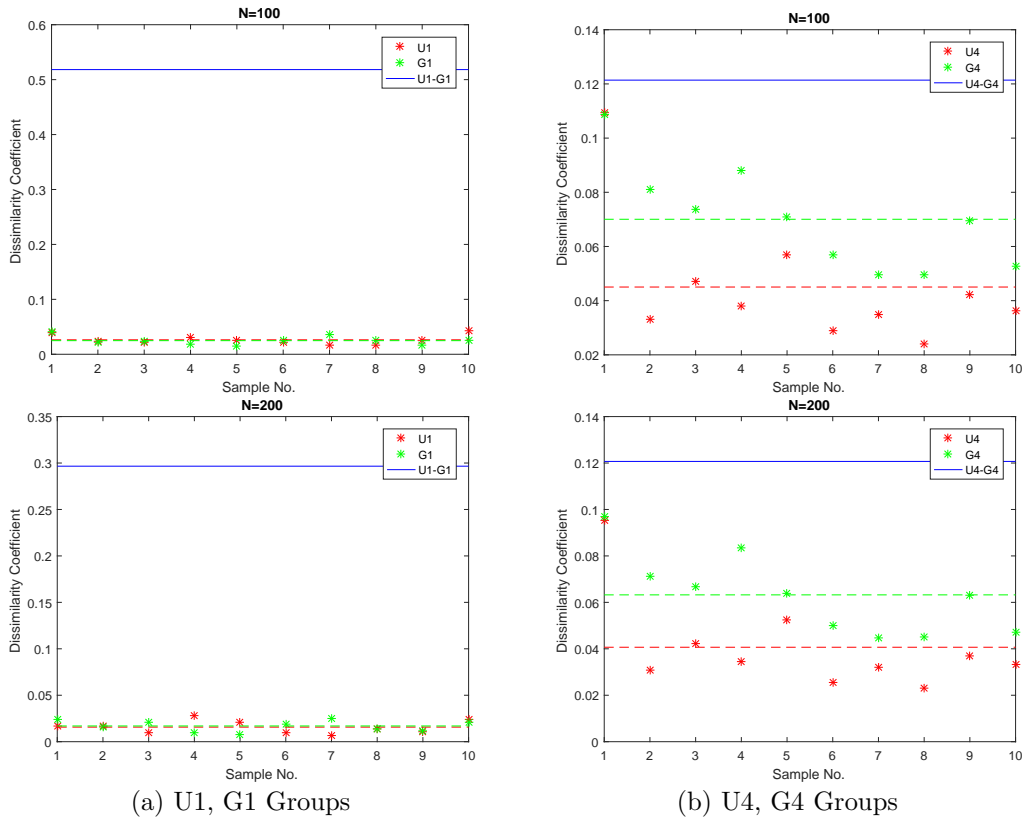 N=100
0.6
0.5
0.4
0.3
0.2
0.1
0
Dissimilarity Coefficient
U1
G1
U1-G1
1 2 3 4 5 6 7 8 9 10
Sample No.
N=100
0.14
0.12
0.1
0.08
0.06
0.04
0.02
Dissimilarity Coefficient
U4
G4
U4-G4
1 2 3 4 5 6 7 8 9 10
Sample No.
N=200
0.35
0.3
0.25
0.2
0.15
0.1
0.05
0
Dissimilarity Coefficient
U1
G1
U1-G1
1 2 3 4 5 6 7 8 9 10
Sample No.
N=200
0.14
0.12
0.1
0.08
0.06
0.04
0.02
0
Dissimilarity Coefficient
U4
G4
U4-G4
1 2 3 4 5 6 7 8 9 10
Sample No.
(a) U1, G1 Groups
(b) U4, G4 Groups